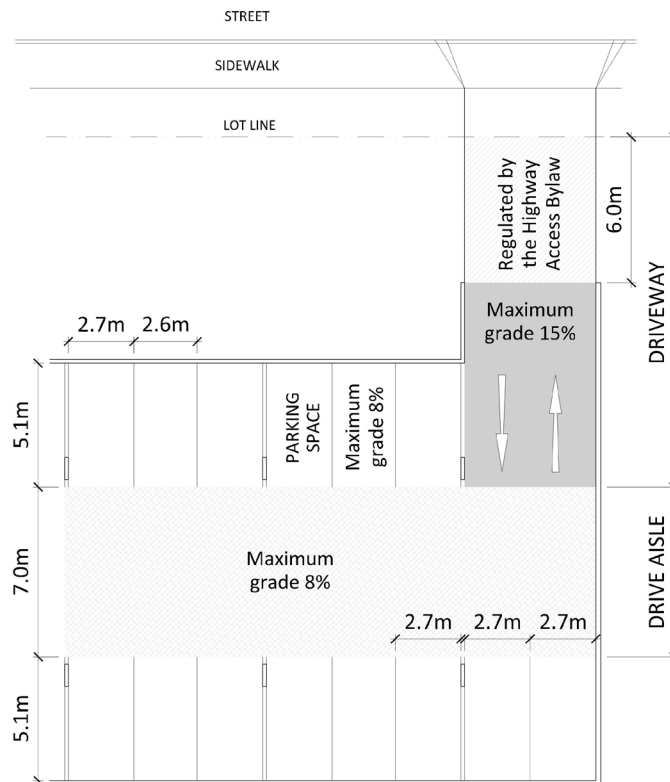 STREET
SIDEWALK
LOT LINE
Regulated by
the Highway
Access Bylaw
6.0m
DRIVEWAY
Maximum
grade 15%
2.7m
2.6m
5.1m
PARKING
SPACE
Maximum
grade 8%
7.0m
Maximum
grade 8%
DRIVE AISLE
2.7m
2.7m
2.7m
5.1m